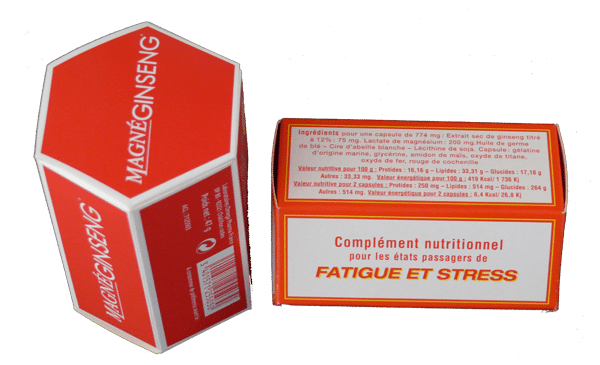 MAGNÉGINSENG
MAGNÉGINSENG
Poids net: 47 g
Ingrédients pour une capsule de 774 mg : Extrait sec de ginseng titré
à 12% : 75 mg. Lactate de magnésium : 200 mg. Huile de germe
de blé – Cire d'abeille blanche – Lécithine de soja. Capsule : gélatine
d'origine marine, glycérine, amidon de maïs, oxyde de titane,
oxyde de fer, rouge de cochenille
Valeur nutritive pour 100 g : Protides : 16,16 g – Lipides : 33,31 g – Glucides : 17,18 g
Autres : 33,33 mg. Valeur énergétique pour 100 g : 415 Kcal/ 1 736 Kj
Valeur nutritive pour 2 capsules : Protides : 250 mg – Lipides : 514 mg – Glucides : 264 g
Autres : 514 mg. Valeur énergétique pour 2 capsules : 6,4 Kcal/ 26,8 Kj
Complément nutritionnel
pour les états passagers de
FATIGUE ET STRESS